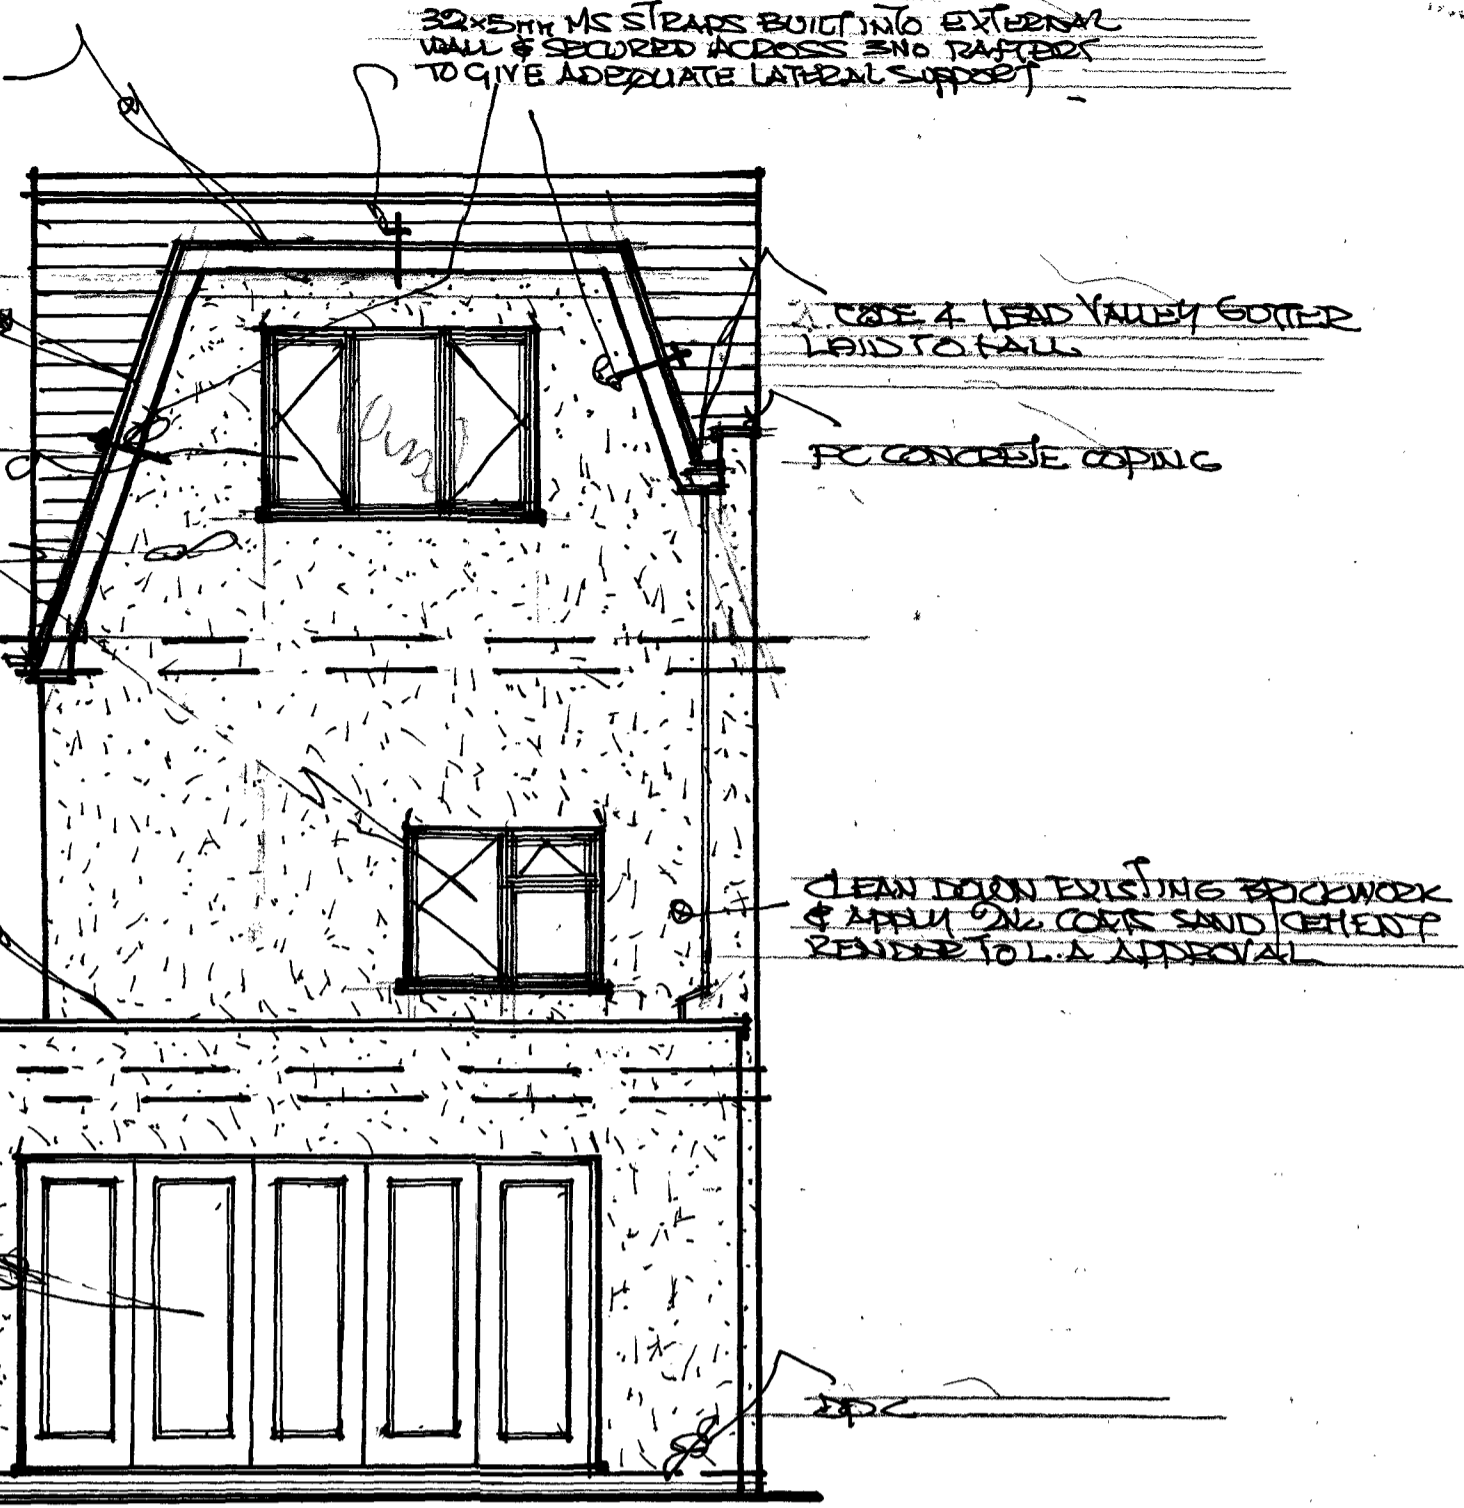 32x5mm MS STRAPS BUILT INTO EXTERNAL
WALL & SECURED ACROSS 3NO RAFTERS
TO GIVE ADEQUATE LATERAL SUPPORT
CODE 4 LEAD VALLEY GUTTER
LAID TO FALL
PC CONCRETE COPING
CLEAN DOWN EXISTING BRICKWORK
& APPLY 2No COATS SAND/CEMENT
RENDER TO L.A APPROVAL
DPC